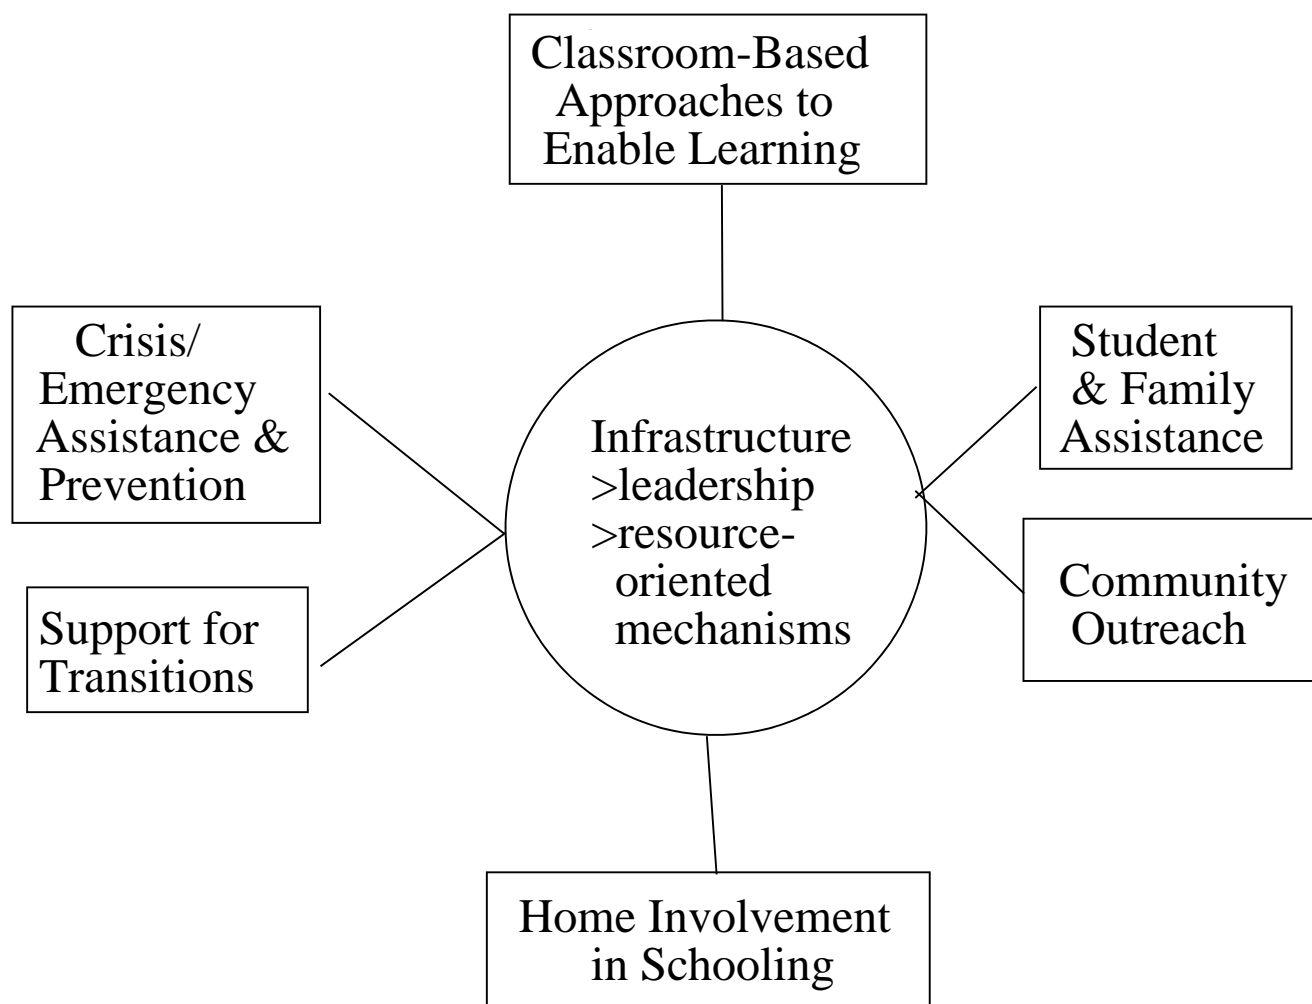 Classroom-Based
Approaches to
Enable Learning
Crisis/
Emergency
Assistance &
Prevention
Student
& Family
Assistance
Infrastructure
>leadership
>resource-
oriented
mechanisms
Support for
Transitions
Community
Outreach
Home Involvement
in Schooling